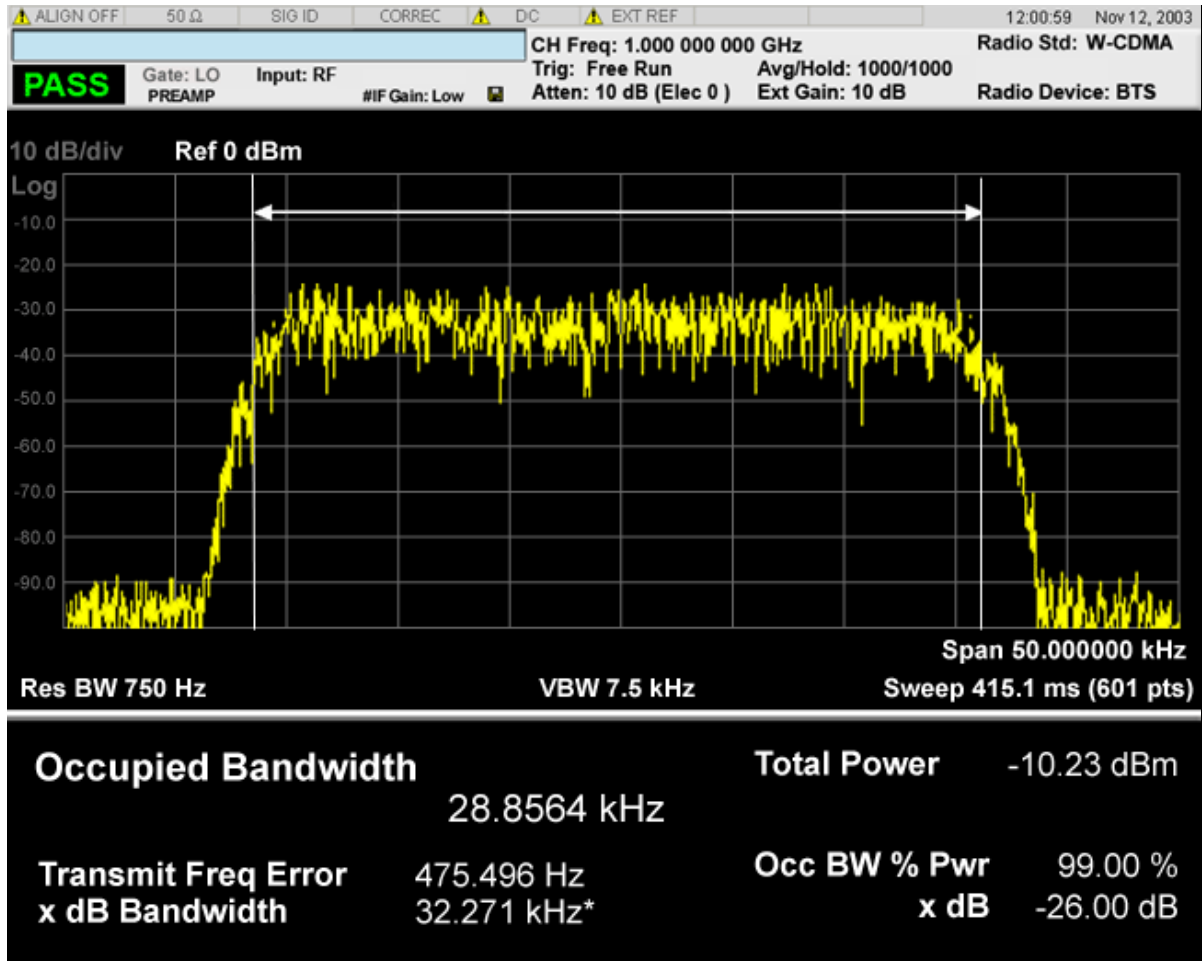 ALIGN OFF 50 Ω SIG ID CORREC DC EXT REF 12:00:59 Nov 12, 2003
CH Freq: 1.000 000 000 GHz Radio Std: W-CDMA
PASS Gate: LO Input: RF Trig: Free Run Avg/Hold: 1000/1000
PREAMP #IF Gain: Low Atten: 10 dB (Elec 0 ) Ext Gain: 10 dB Radio Device: BTS
10 dB/div Ref 0 dBm
Log
-10.0
-20.0
-30.0
-40.0
-50.0
-60.0
-70.0
-80.0
-90.0
Span 50.000000 kHz
Res BW 750 Hz VBW 7.5 kHz Sweep 415.1 ms (601 pts)
Occupied Bandwidth Total Power -10.23 dBm
28.8564 kHz
Transmit Freq Error 475.496 Hz Occ BW % Pwr 99.00 %
x dB Bandwidth 32.271 kHz* x dB -26.00 dB